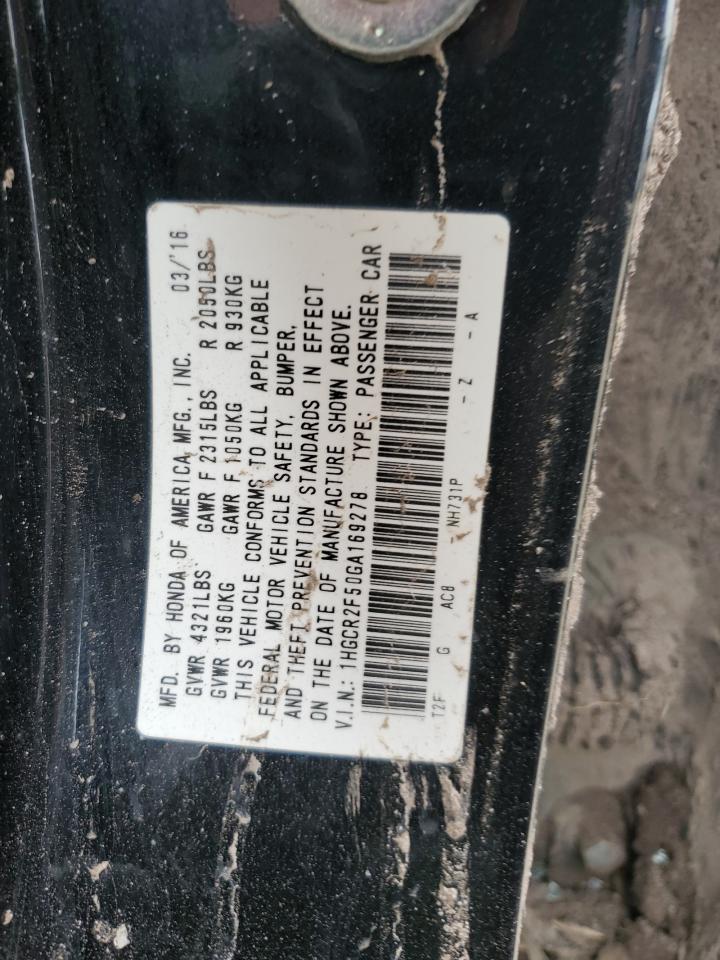 MFD. BY HONDA OF AMERICA MFG., INC. 03/'16
GVWR 4321LBS GAWR F 2315LBS R 2050LBS
GVWR 1960KG GAWR F 1050KG R 930KG
THIS VEHICLE CONFORMS TO ALL APPLICABLE
FEDERAL MOTOR VEHICLE SAFETY, BUMPER,
AND THEFT PREVENTION STANDARDS IN EFFECT
ON THE DATE OF MANUFACTURE SHOWN ABOVE.
V.I.N.: 1HGCR2F50GA169278 TYPE: PASSENGER CAR
T2F G AC8 - NH731P - Z - A